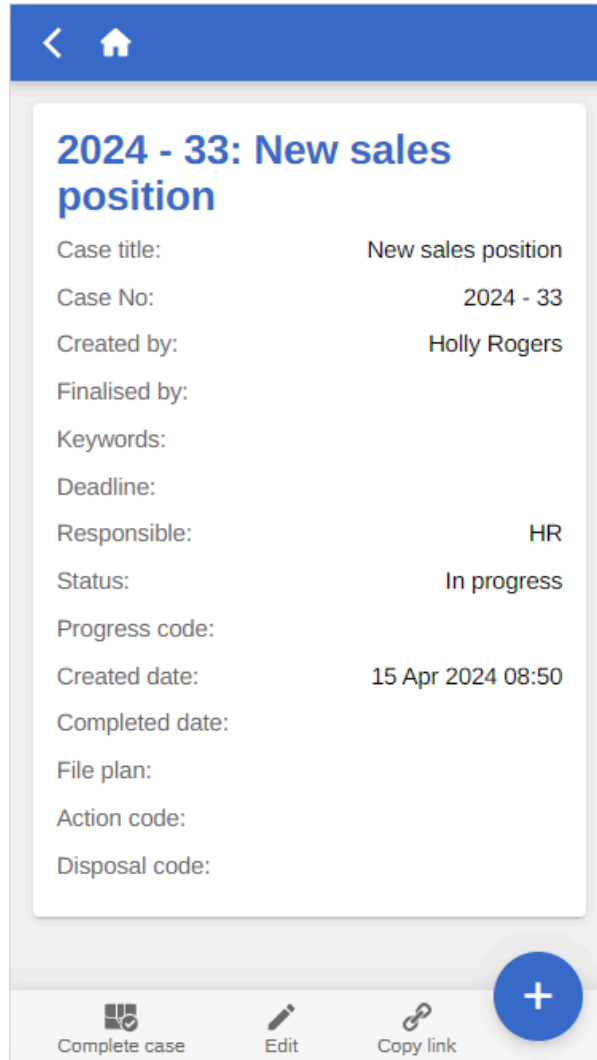 2024 - 33: New sales
position
Case title: New sales position
Case No: 2024 - 33
Created by: Holly Rogers
Finalised by:
Keywords:
Deadline:
Responsible: HR
Status: In progress
Progress code:
Created date: 15 Apr 2024 08:50
Completed date:
File plan:
Action code:
Disposal code:
Complete case Edit Copy link